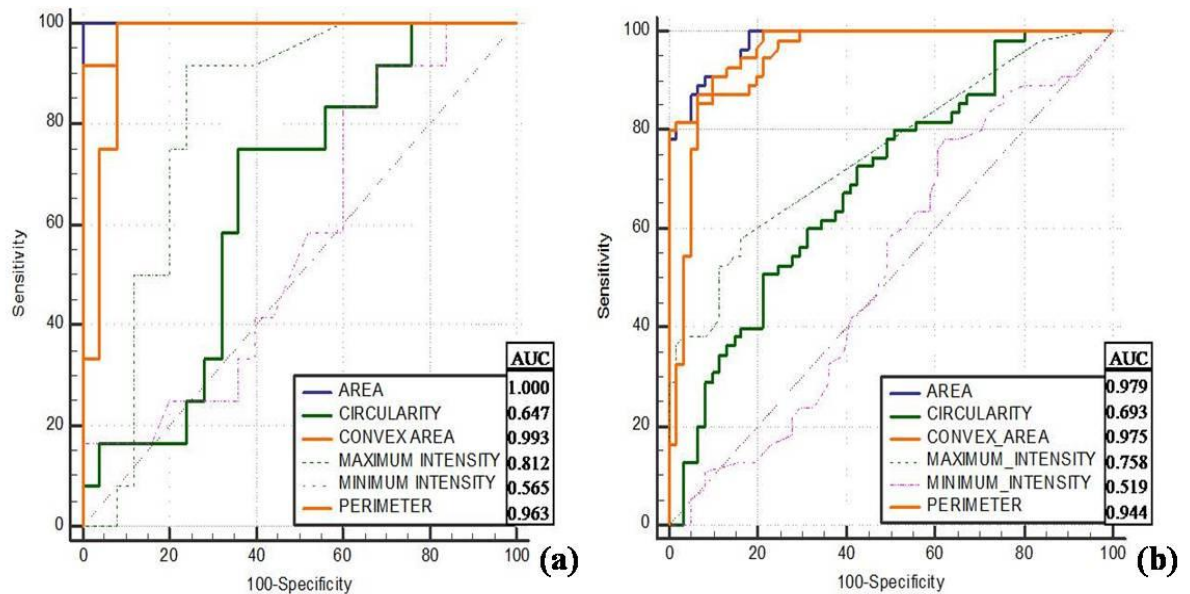 100
80
60
40
20
0
Sensitivity
0 20 40 60 80 100
100-Specificity
AUC
AREA 1.000
CIRCULARITY 0.647
CONVEX AREA 0.993
MAXIMUM INTENSITY 0.812
MINIMUM INTENSITY 0.565
PERIMETER 0.963
(a)
100
80
60
40
20
0
Sensitivity
0 20 40 60 80 100
100-Specificity
AUC
AREA 0.979
CIRCULARITY 0.693
CONVEX_AREA 0.975
MAXIMUM_INTENSITY 0.758
MINIMUM_INTENSITY 0.519
PERIMETER 0.944
(b)